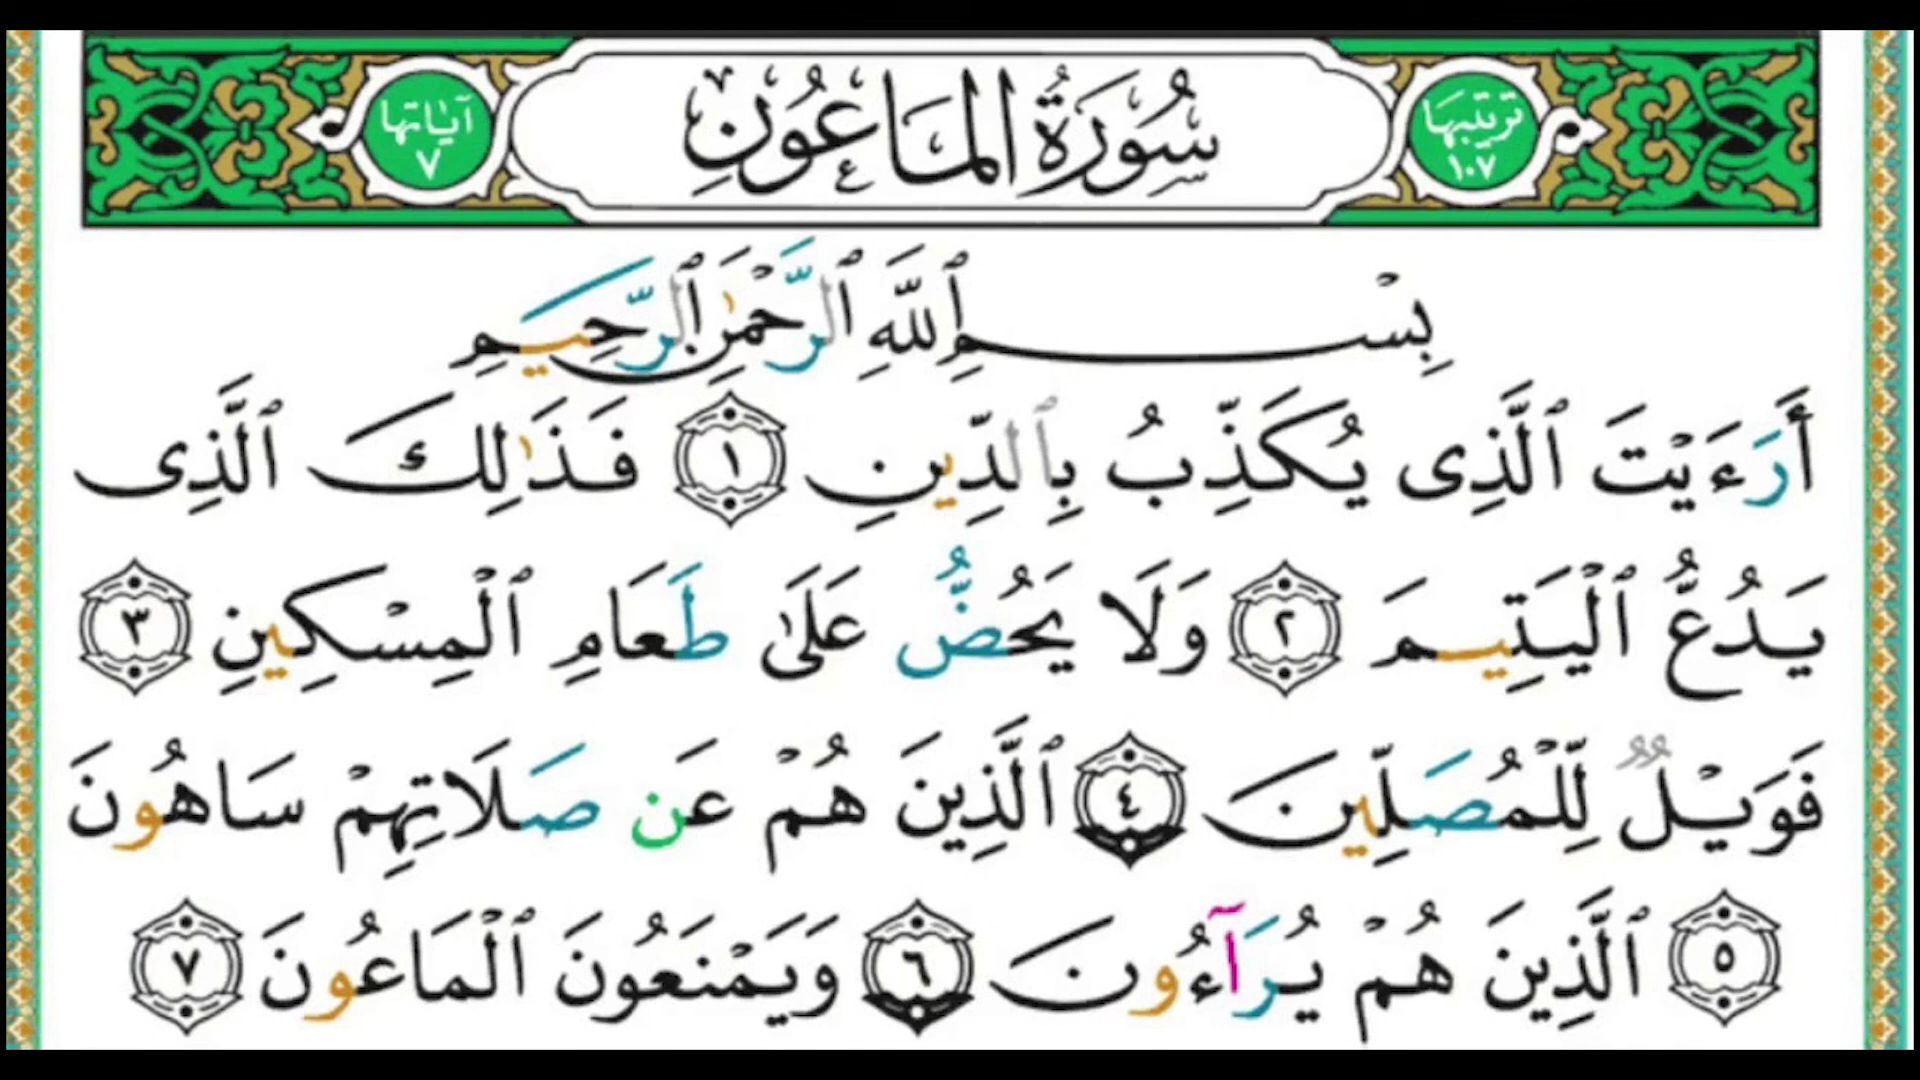 ترتيبها ١٠٧ سُورَةُ المَاعُونِ آياتها ٧
بِسْمِ ٱللَّهِ ٱلرَّحْمَٰنِ ٱلرَّحِيمِ
أَرَءَيْتَ ٱلَّذِى يُكَذِّبُ بِٱلدِّينِ ١ فَذَٰلِكَ ٱلَّذِى
يَدُعُّ ٱلْيَتِيمَ ٢ وَلَا يَحُضُّ عَلَىٰ طَعَامِ ٱلْمِسْكِينِ ٣
فَوَيْلٌ لِّلْمُصَلِّينَ ٤ ٱلَّذِينَ هُمْ عَن صَلَاتِهِمْ سَاهُونَ
٥ ٱلَّذِينَ هُمْ يُرَآءُونَ ٦ وَيَمْنَعُونَ ٱلْمَاعُونَ ٧